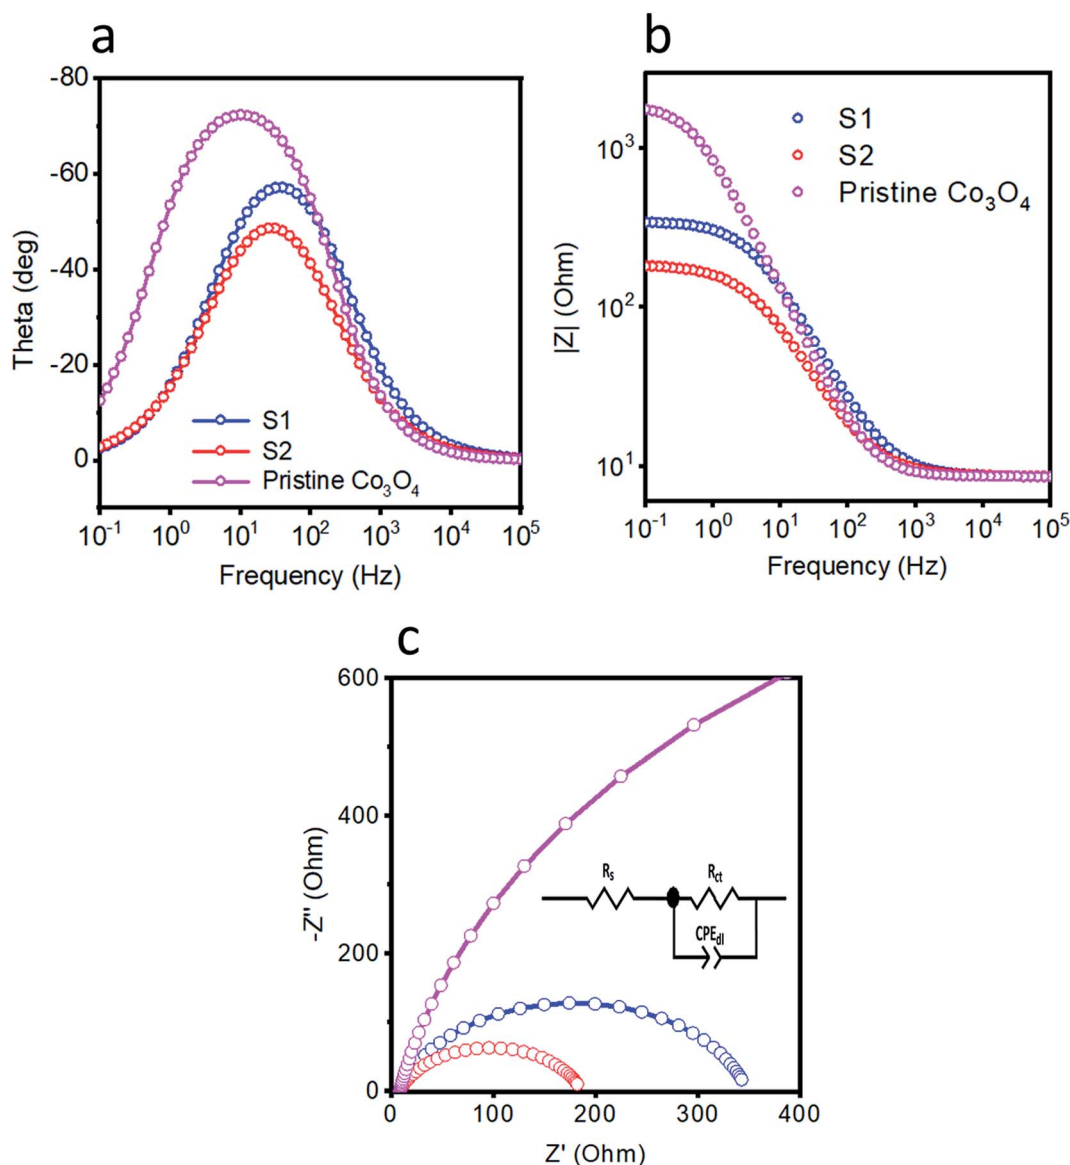 a
Theta (deg)
-80
-60
-40
-20
0
S1
S2
Pristine Co₃O₄
10⁻¹ 10⁰ 10¹ 10² 10³ 10⁴ 10⁵
Frequency (Hz)
b
|Z| (Ohm)
10³
10²
10¹
S1
S2
Pristine Co₃O₄
10⁻¹ 10⁰ 10¹ 10² 10³ 10⁴ 10⁵
Frequency (Hz)
c
-Z'' (Ohm)
600
400
200
0
Rₛ
R꜀ₜ
CPE_dl
0 100 200 300 400
Z' (Ohm)